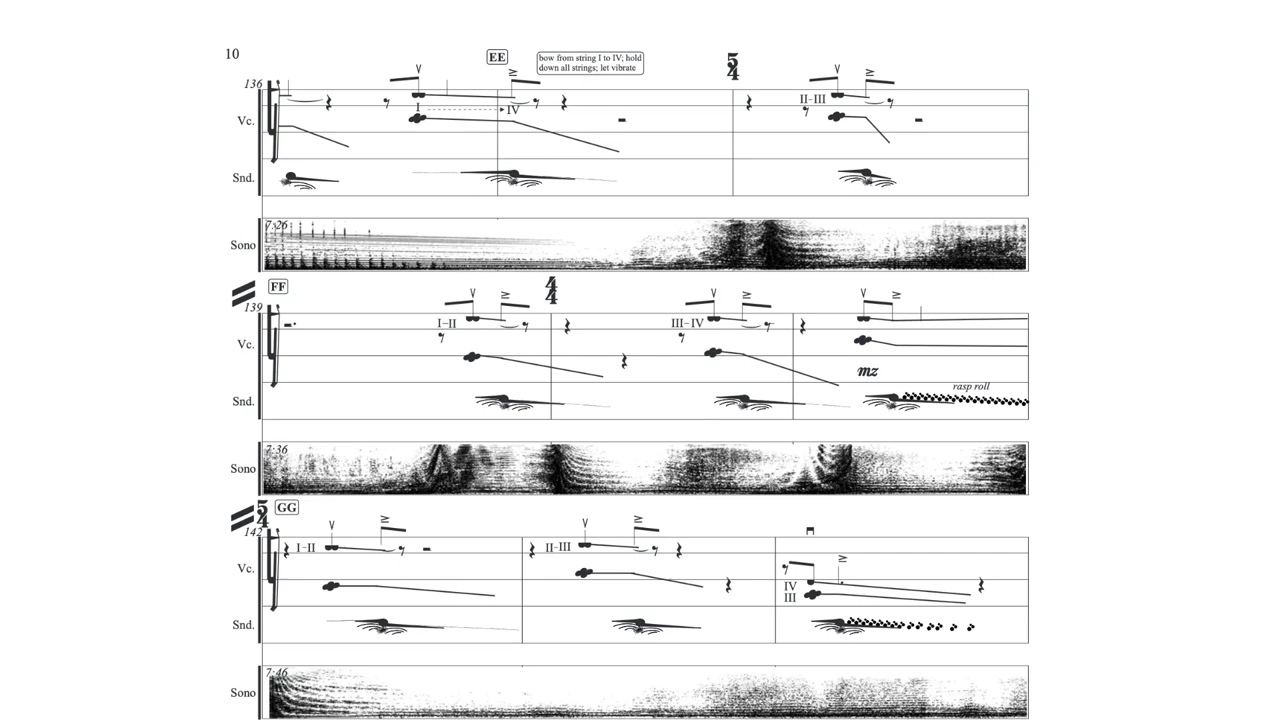 10
EE
bow from string I to IV; hold
down all strings; let vibrate
5
4
136
Vc.
I
IV
II-III
Snd.
7:26
Sono
FF
4
4
139
Vc.
I-II
III-IV
mz
rasp roll
Snd.
7:36
Sono
5
4
GG
142
Vc.
I-II
II-III
IV
III
Snd.
7:46
Sono